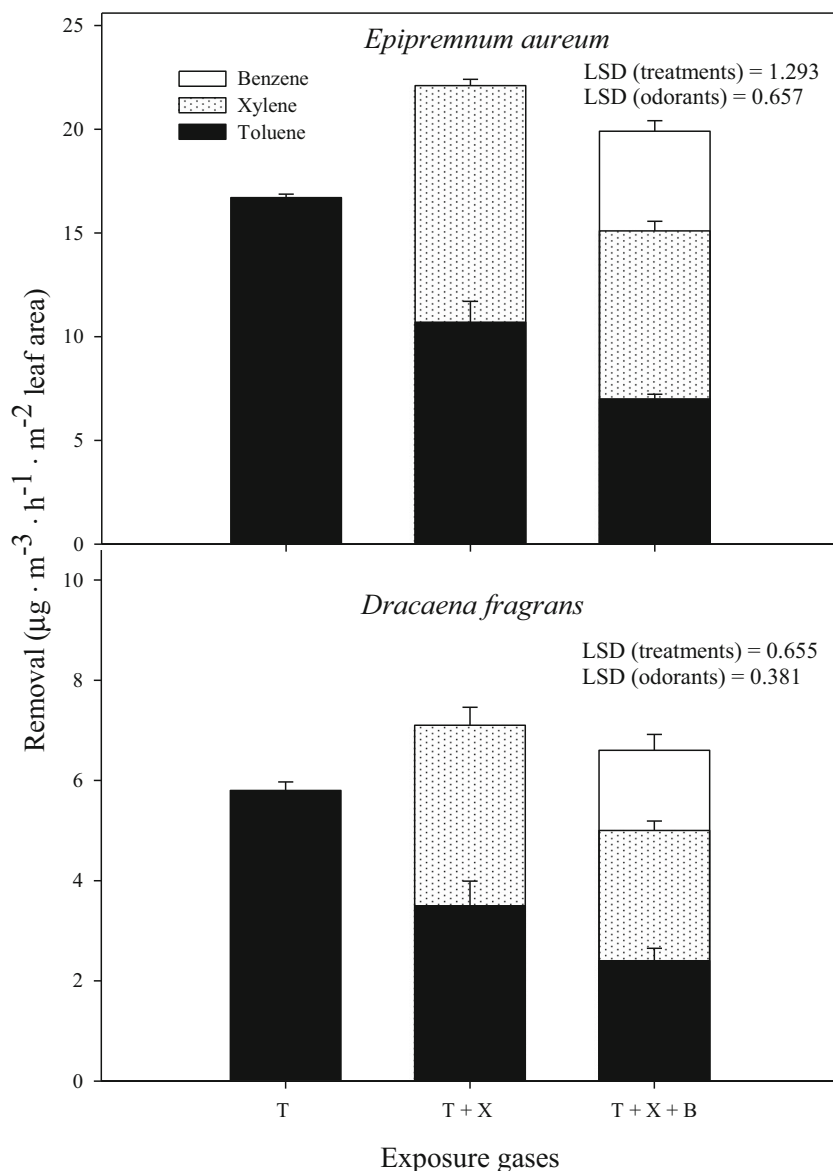 Removal (µg · m⁻³ · h⁻¹ · m⁻² leaf area)
25
20
15
10
5
0
Epipremnum aureum
Benzene
Xylene
Toluene
LSD (treatments) = 1.293
LSD (odorants) = 0.657
10
8
6
4
2
0
Dracaena fragrans
LSD (treatments) = 0.655
LSD (odorants) = 0.381
T
T + X
T + X + B
Exposure gases